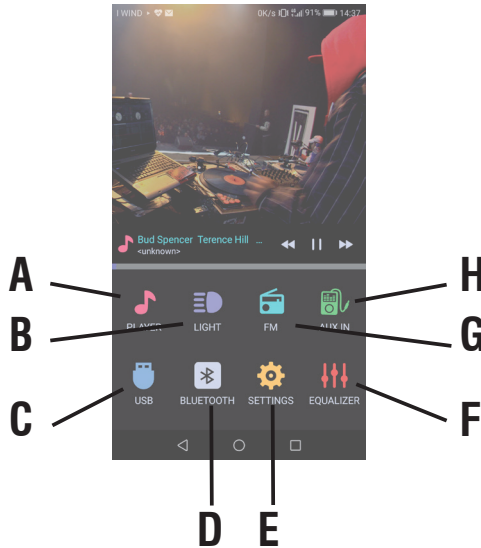 I WIND
0K/s 91% 14:37
Bud Spencer Terence Hill ...
<unknown>
A
PLAYER
B
LIGHT
FM
G
AUX IN
H
C
USB
BLUETOOTH
SETTINGS
EQUALIZER
F
D
E